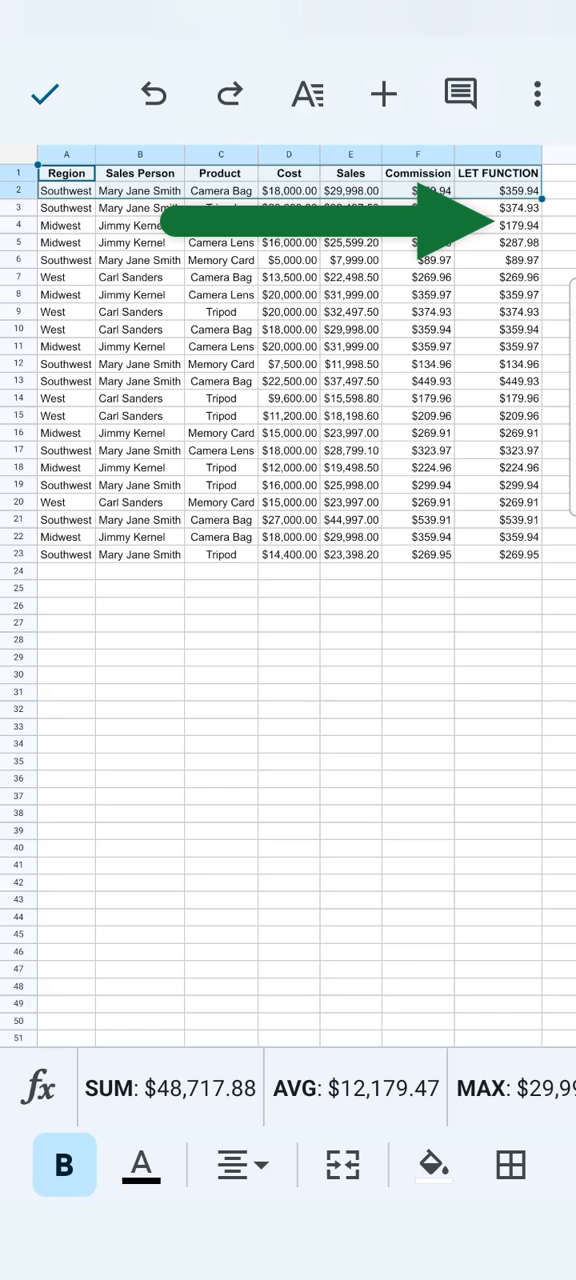 A B C D E F G
1 Region Sales Person Product Cost Sales Commission LET FUNCTION
2 Southwest Mary Jane Smith Camera Bag $18,000.00 $29,998.00 $359.94
3 Southwest Mary Jane $374.93
4 Midwest Jimmy $179.94
5 Midwest Jimmy Kernel Camera Lens $16,000.00 $25,599.20 $287.98
6 Southwest Mary Jane Smith Memory Card $5,000.00 $7,999.00 $89.97 $89.97
7 West Carl Sanders Camera Bag $13,500.00 $22,498.50 $269.96 $269.96
8 Midwest Jimmy Kernel Camera Lens $20,000.00 $31,999.00 $359.97 $359.97
9 West Carl Sanders Tripod $20,000.00 $32,497.50 $374.93 $374.93
10 West Carl Sanders Camera Bag $18,000.00 $29,998.00 $359.94 $359.94
11 Midwest Jimmy Kernel Camera Lens $20,000.00 $31,999.00 $359.97 $359.97
12 Southwest Mary Jane Smith Memory Card $7,500.00 $11,998.50 $134.96 $134.96
13 Southwest Mary Jane Smith Camera Bag $22,500.00 $37,497.50 $449.93 $449.93
14 West Carl Sanders Tripod $9,600.00 $15,598.80 $179.96 $179.96
15 West Carl Sanders Tripod $11,200.00 $18,198.60 $209.96 $209.96
16 Midwest Jimmy Kernel Memory Card $15,000.00 $23,997.00 $269.91 $269.91
17 Southwest Mary Jane Smith Camera Lens $18,000.00 $28,799.10 $323.97 $323.97
18 Midwest Jimmy Kernel Tripod $12,000.00 $19,498.50 $224.96 $224.96
19 Southwest Mary Jane Smith Tripod $16,000.00 $25,998.00 $299.94 $299.94
20 West Carl Sanders Memory Card $15,000.00 $23,997.00 $269.91 $269.91
21 Southwest Mary Jane Smith Camera Bag $27,000.00 $44,997.00 $539.91 $539.91
22 Midwest Jimmy Kernel Camera Bag $18,000.00 $29,998.00 $359.94 $359.94
23 Southwest Mary Jane Smith Tripod $14,400.00 $23,398.20 $269.95 $269.95
24
25
26
27
28
29
30
31
32
33
34
35
36
37
38
39
40
41
42
43
44
45
46
47
48
49
50
51
fx SUM: $48,717.88 AVG: $12,179.47 MAX: $29,99
B A